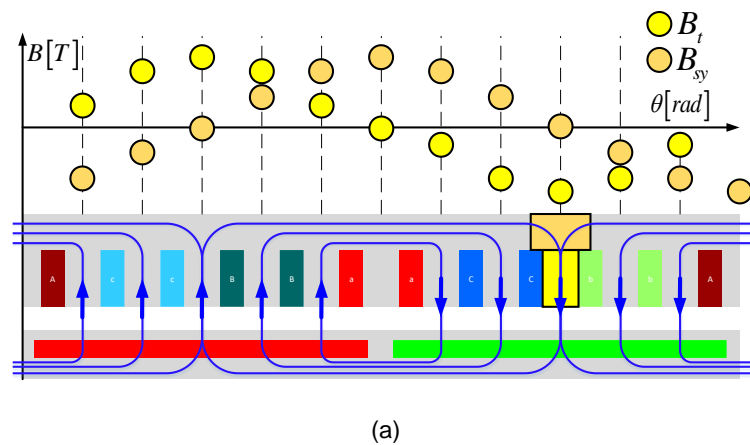 B[T]
B_t
B_sy
θ[rad]
A c c B B a a C C b b A
(a)